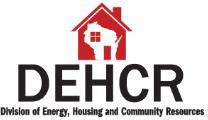 DEHCR
Division of Energy, Housing and Community Resources